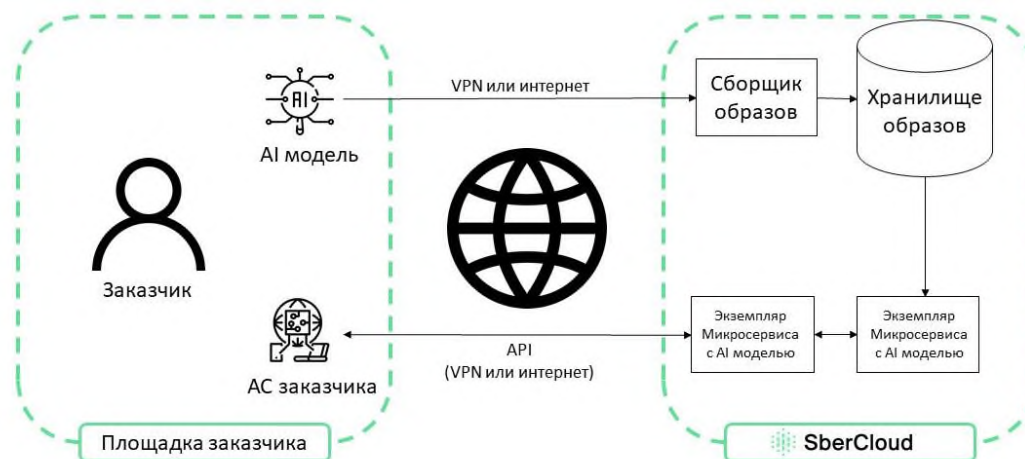 AI
AI модель
Заказчик
АС заказчика
Площадка заказчика
VPN или интернет
API
(VPN или интернет)
Сборщик
образов
Хранилище
образов
Экземпляр
Микросервиса
с AI моделью
Экземпляр
Микросервиса
с AI моделью
SberCloud